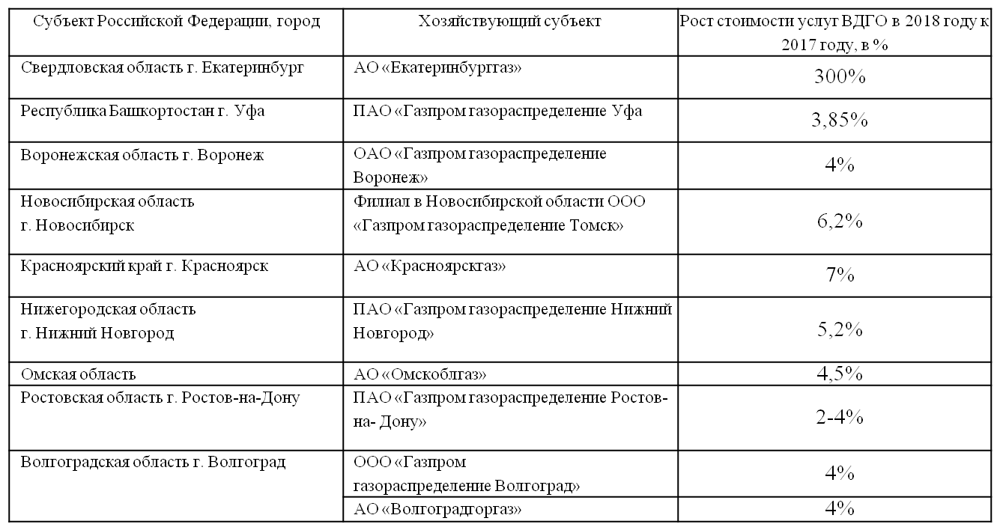 Субъект Российской Федерации, город
Хозяйствующий субъект
Рост стоимости услуг ВДГО в 2018 году к
2017 году, в %
Свердловская область г. Екатеринбург
АО «Екатеринбурггаз»
300%
Республика Башкортостан г. Уфа
ПАО «Газпром газораспределение Уфа
3,85%
Воронежская область г. Воронеж
ОАО «Газпром газораспределение
Воронеж»
4%
Новосибирская область
г. Новосибирск
Филиал в Новосибирской области ООО
«Газпром газораспределение Томск»
6,2%
Красноярский край г. Красноярск
АО «Красноярскгаз»
7%
Нижегородская область
г. Нижний Новгород
ПАО «Газпром газораспределение Нижний
Новгород»
5,2%
Омская область
АО «Омскоблгаз»
4,5%
Ростовская область г. Ростов-на-Дону
ПАО «Газпром газораспределение Ростов-
на- Дону»
2-4%
Волгоградская область г. Волгоград
ООО «Газпром
газораспределение Волгоград»
4%
АО «Волгоградгоргаз»
4%